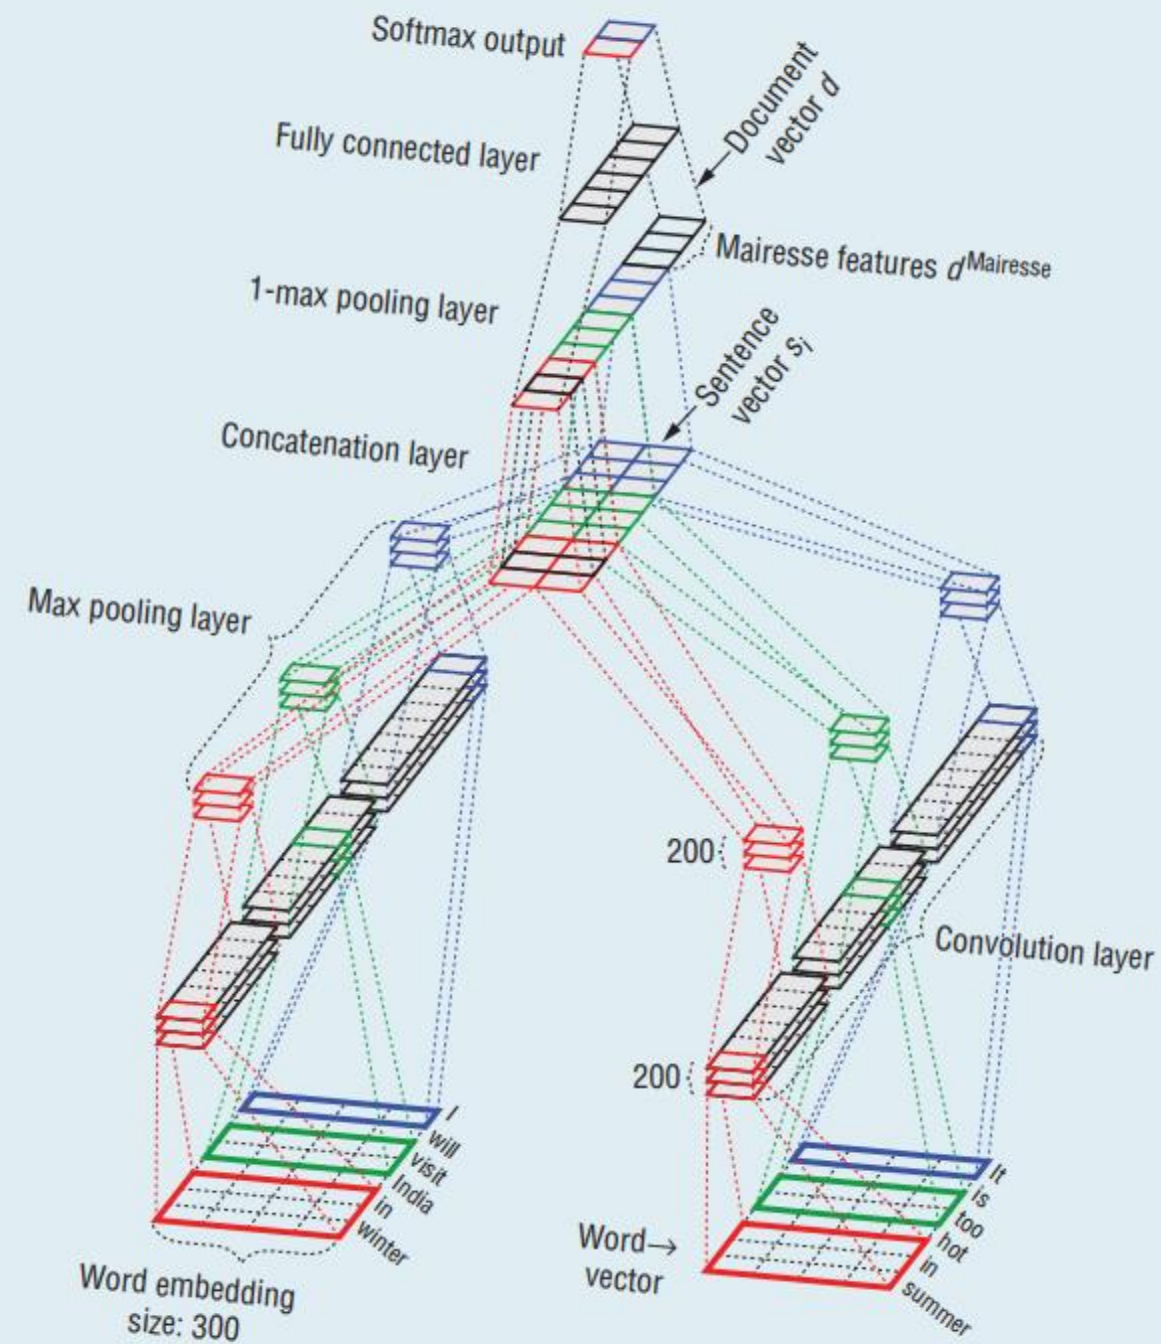 Softmax output
Document
vector d
Fully connected layer
Mairesse features d^Mairesse
1-max pooling layer
Sentence
vector s_i
Concatenation layer
Max pooling layer
200
Convolution layer
200
I
will
visit
India
in
winter
It
is
too
hot
in
summer
Word→
vector
Word embedding
size: 300